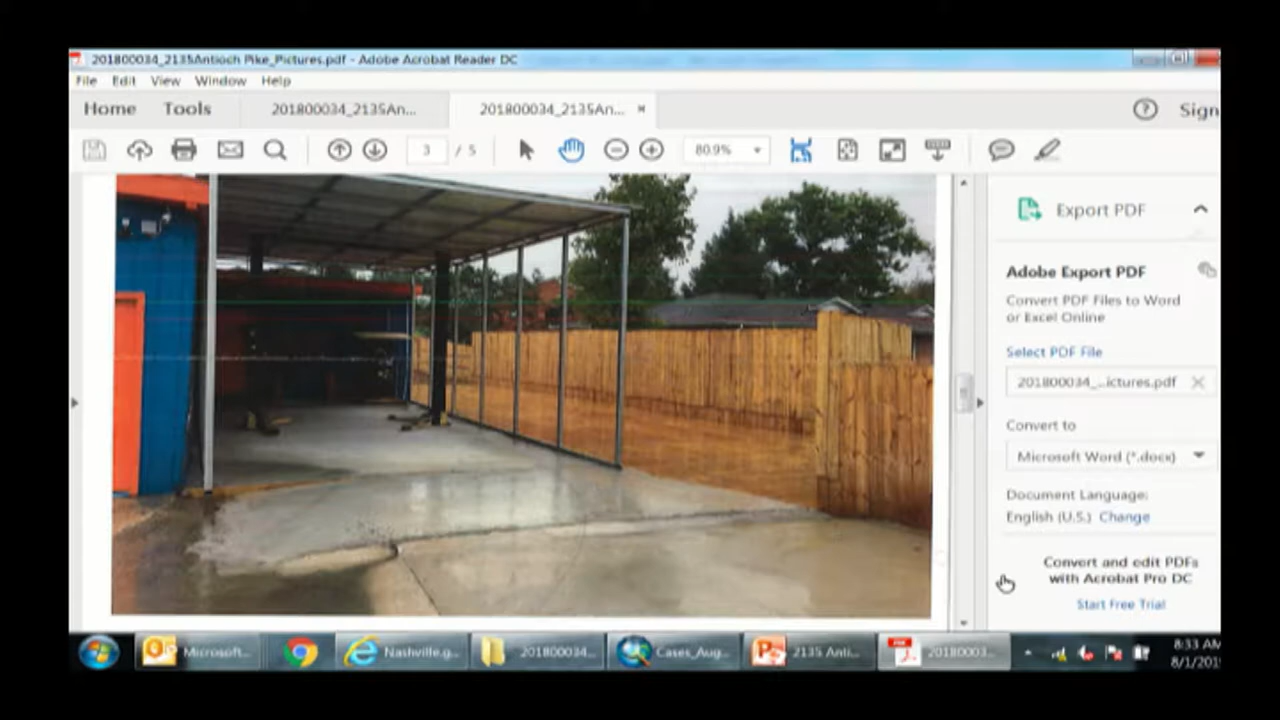 201800034_2135Antioch Pike_Pictures.pdf - Adobe Acrobat Reader DC
File Edit View Window Help
Home Tools 201800034_2135An... 201800034_2135An... Sign
3 / 5 80.9%
Export PDF
Adobe Export PDF
Convert PDF Files to Word
or Excel Online
Select PDF File
201800034_...ictures.pdf
Convert to
Microsoft Word (*.docx)
Document Language:
English (U.S.) Change
Convert and edit PDFs
with Acrobat Pro DC
Start Free Trial
Microsoft... Nashville.g... 201800034... Cases_Aug... 2135 Anti... 20180003... 8:33 AM
8/1/201